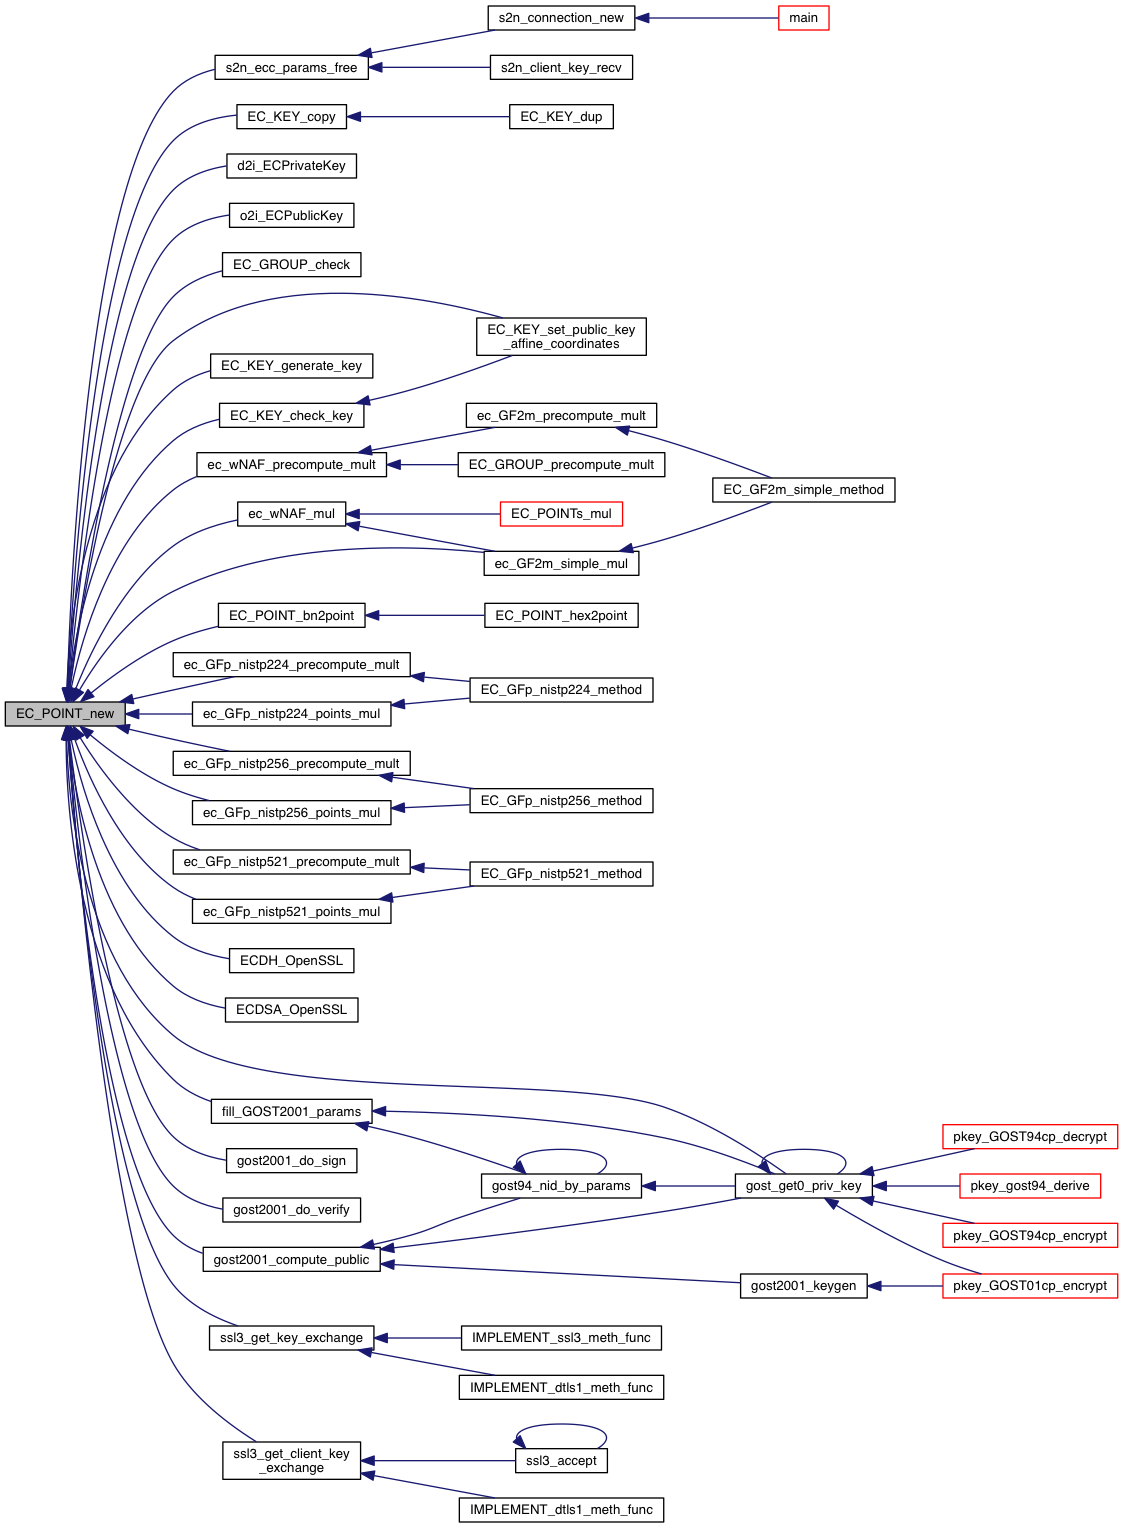 s2n_connection_new
main
s2n_ecc_params_free
s2n_client_key_recv
EC_KEY_copy
EC_KEY_dup
d2i_ECPrivateKey
o2i_ECPublicKey
EC_GROUP_check
EC_KEY_set_public_key
_affine_coordinates
EC_KEY_generate_key
EC_KEY_check_key
ec_GF2m_precompute_mult
ec_wNAF_precompute_mult
EC_GROUP_precompute_mult
EC_GF2m_simple_method
ec_wNAF_mul
EC_POINTs_mul
ec_GF2m_simple_mul
EC_POINT_bn2point
EC_POINT_hex2point
ec_GFp_nistp224_precompute_mult
EC_GFp_nistp224_method
EC_POINT_new
ec_GFp_nistp224_points_mul
ec_GFp_nistp256_precompute_mult
EC_GFp_nistp256_method
ec_GFp_nistp256_points_mul
ec_GFp_nistp521_precompute_mult
EC_GFp_nistp521_method
ec_GFp_nistp521_points_mul
ECDH_OpenSSL
ECDSA_OpenSSL
fill_GOST2001_params
pkey_GOST94cp_decrypt
gost2001_do_sign
gost94_nid_by_params
gost_get0_priv_key
pkey_gost94_derive
gost2001_do_verify
pkey_GOST94cp_encrypt
gost2001_compute_public
gost2001_keygen
pkey_GOST01cp_encrypt
ssl3_get_key_exchange
IMPLEMENT_ssl3_meth_func
IMPLEMENT_dtls1_meth_func
ssl3_get_client_key
_exchange
ssl3_accept
IMPLEMENT_dtls1_meth_func